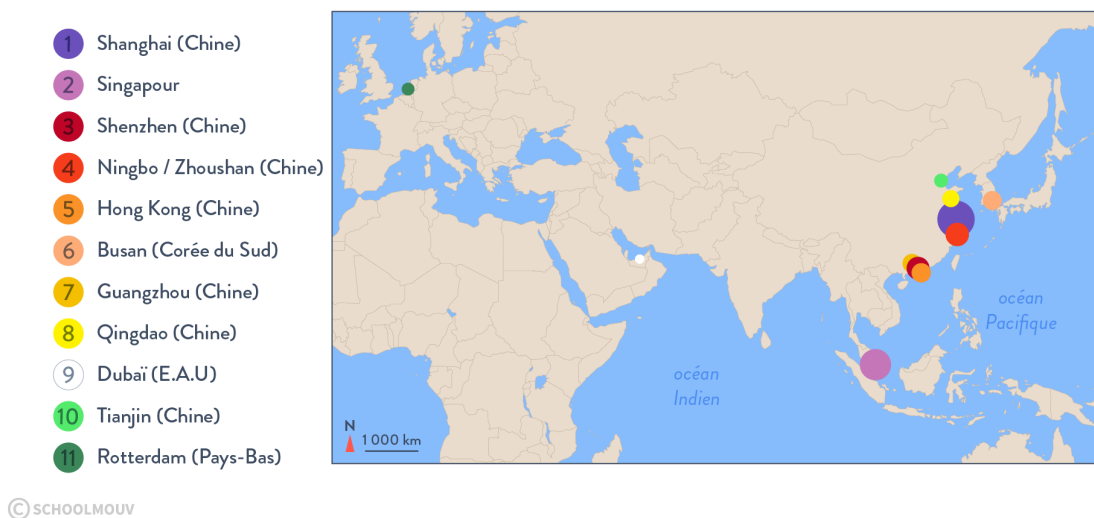 1 Shanghai (Chine)
2 Singapour
3 Shenzhen (Chine)
4 Ningbo / Zhoushan (Chine)
5 Hong Kong (Chine)
6 Busan (Corée du Sud)
7 Guangzhou (Chine)
8 Qingdao (Chine)
9 Dubaï (E.A.U)
10 Tianjin (Chine)
11 Rotterdam (Pays-Bas)
océan
Pacifique
océan
Indien
N
1 000 km
© SCHOOLMOUV